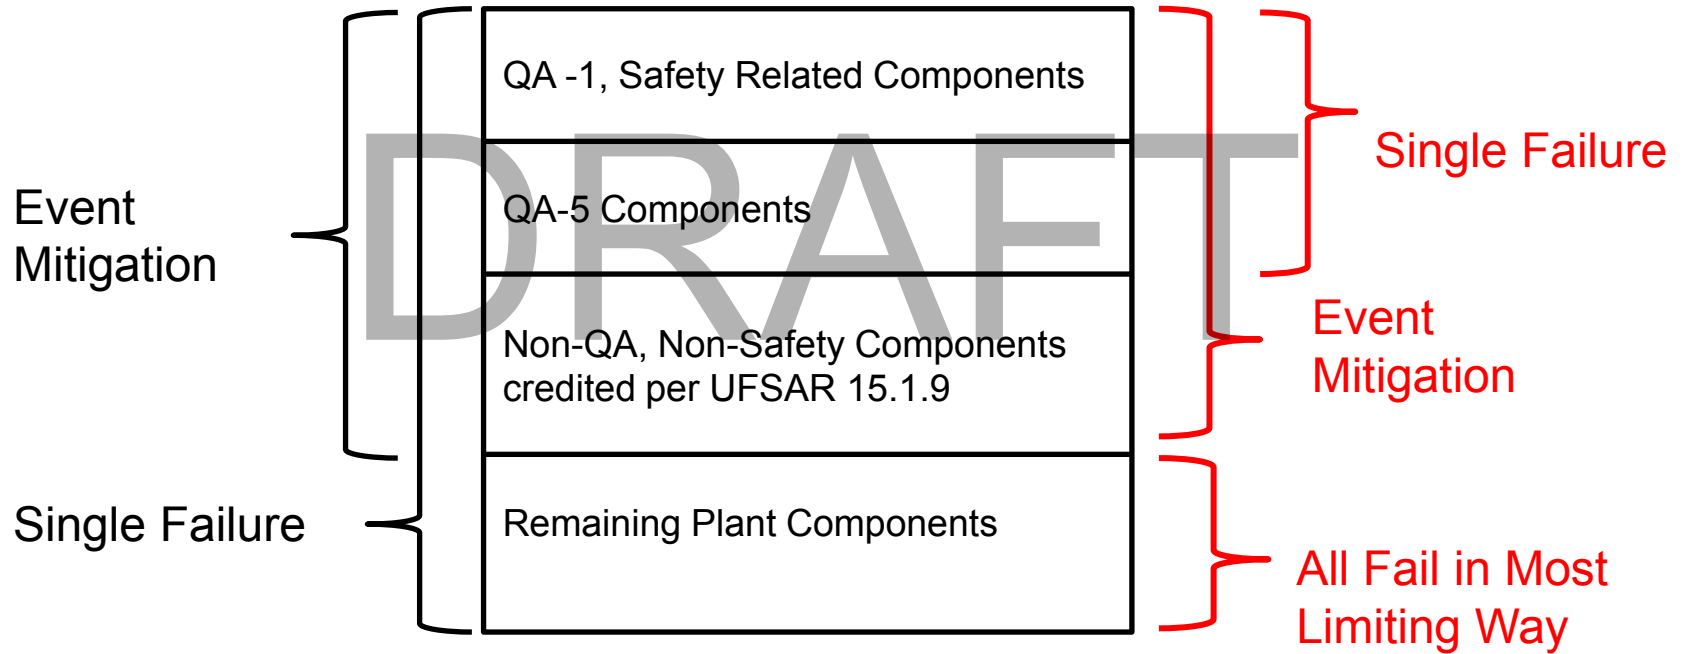 QA -1, Safety Related Components
Single Failure
DRAFT
Event
Mitigation
QA-5 Components
Event
Mitigation
Non-QA, Non-Safety Components
credited per UFSAR 15.1.9
Single Failure
Remaining Plant Components
All Fail in Most
Limiting Way